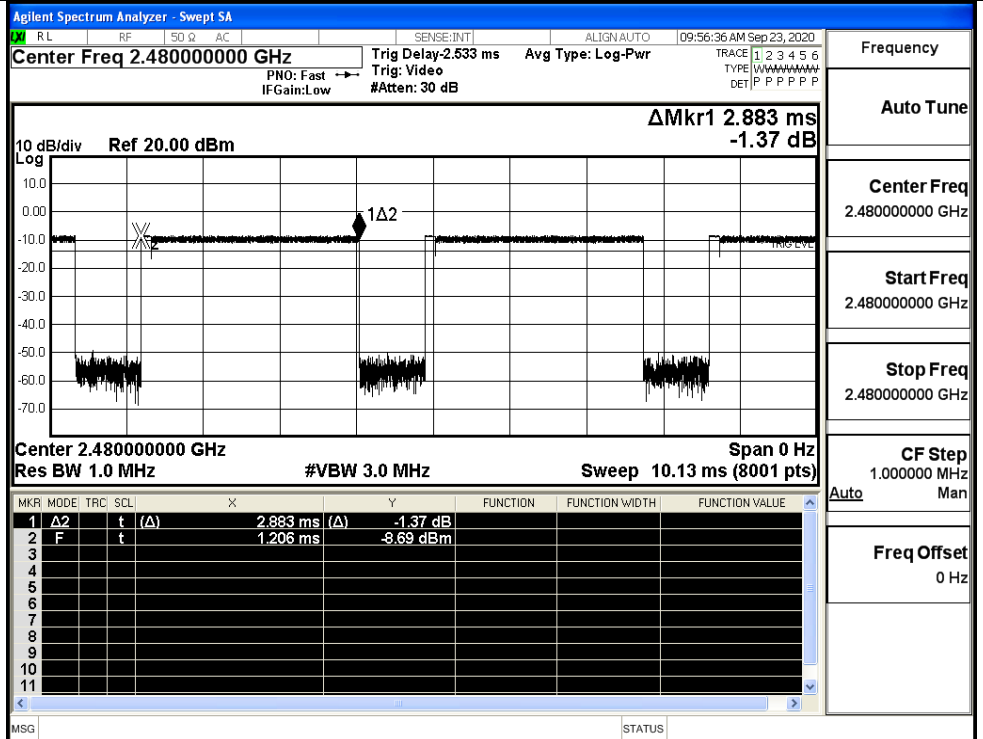 Agilent Spectrum Analyzer - Swept SA
LXI RL RF 50 Ω AC SENSE:INT ALIGN AUTO 09:56:36 AM Sep 23, 2020
Center Freq 2.480000000 GHz
PNO: Fast
IFGain:Low
Trig Delay-2.533 ms
Trig: Video
#Atten: 30 dB
Avg Type: Log-Pwr
TRACE 1 2 3 4 5 6
TYPE WWWWWW
DET P P P P P P
ΔMkr1 2.883 ms
-1.37 dB
10 dB/div Ref 20.00 dBm
Log
10.0
0.00
-10.0
-20.0
-30.0
-40.0
-50.0
-60.0
-70.0
1Δ2
2
TRIG LVL
Center 2.480000000 GHz Span 0 Hz
Res BW 1.0 MHz #VBW 3.0 MHz Sweep 10.13 ms (8001 pts)
MKR MODE TRC SCL X Y FUNCTION FUNCTION WIDTH FUNCTION VALUE
1 Δ2 t (Δ) 2.883 ms (Δ) -1.37 dB
2 F t 1.206 ms -8.69 dBm
3
4
5
6
7
8
9
10
11
MSG STATUS
Frequency
Auto Tune
Center Freq
2.480000000 GHz
Start Freq
2.480000000 GHz
Stop Freq
2.480000000 GHz
CF Step
1.000000 MHz
Auto Man
Freq Offset
0 Hz